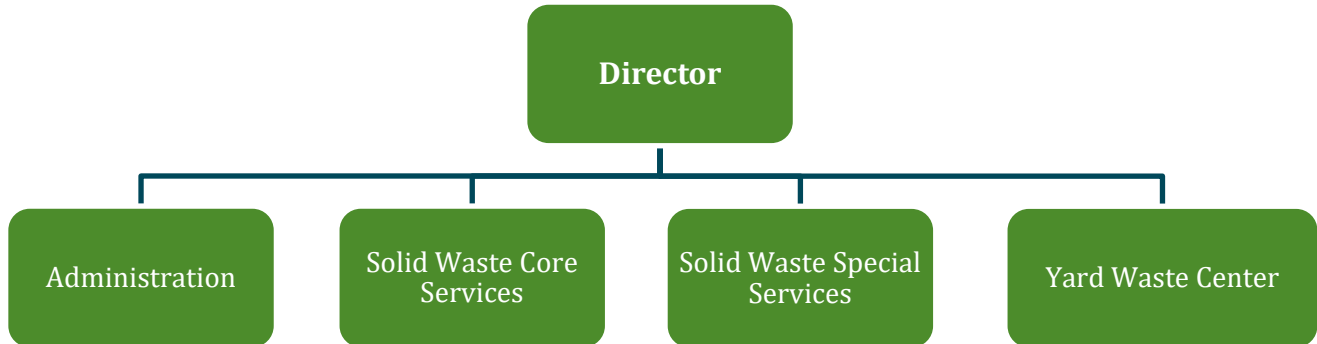 Director
Administration
Solid Waste Core
Services
Solid Waste Special
Services
Yard Waste Center